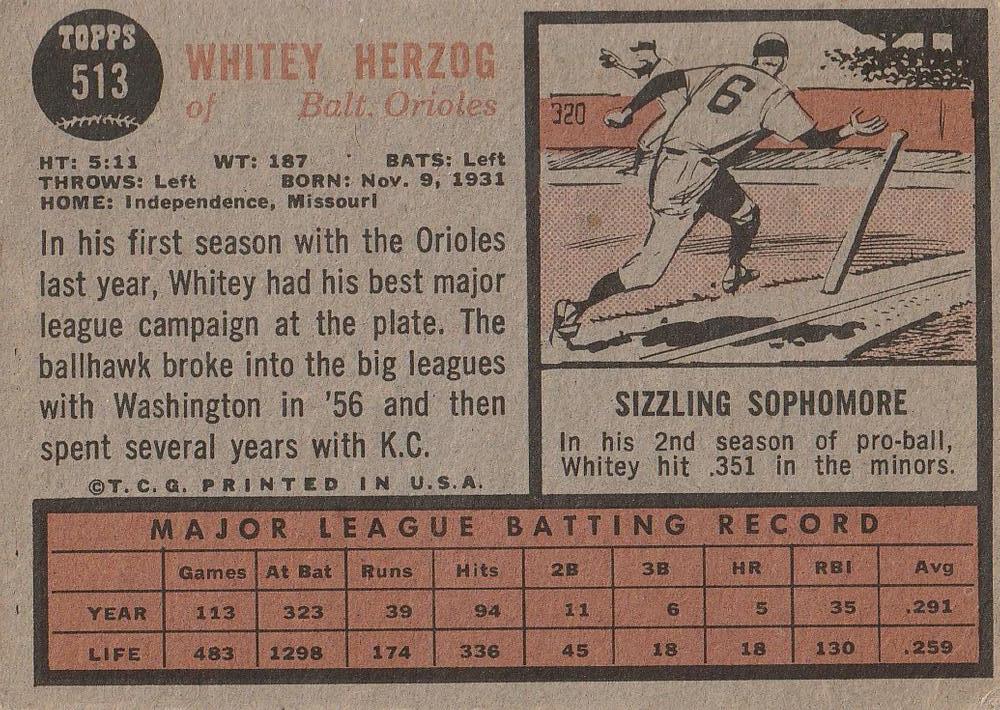 TOPPS
513
WHITEY HERZOG
of Balt. Orioles
HT: 5:11 WT: 187 BATS: Left
THROWS: Left BORN: Nov. 9, 1931
HOME: Independence, Missouri
In his first season with the Orioles
last year, Whitey had his best major
league campaign at the plate. The
ballhawk broke into the big leagues
with Washington in '56 and then
spent several years with K.C.
©T.C.G. PRINTED IN U.S.A.
320
6
SIZZLING SOPHOMORE
In his 2nd season of pro-ball,
Whitey hit .351 in the minors.
MAJOR LEAGUE BATTING RECORD
Games At Bat Runs Hits 2B 3B HR RBI Avg
YEAR 113 323 39 94 11 6 5 35 .291
LIFE 483 1298 174 336 45 18 18 130 .259